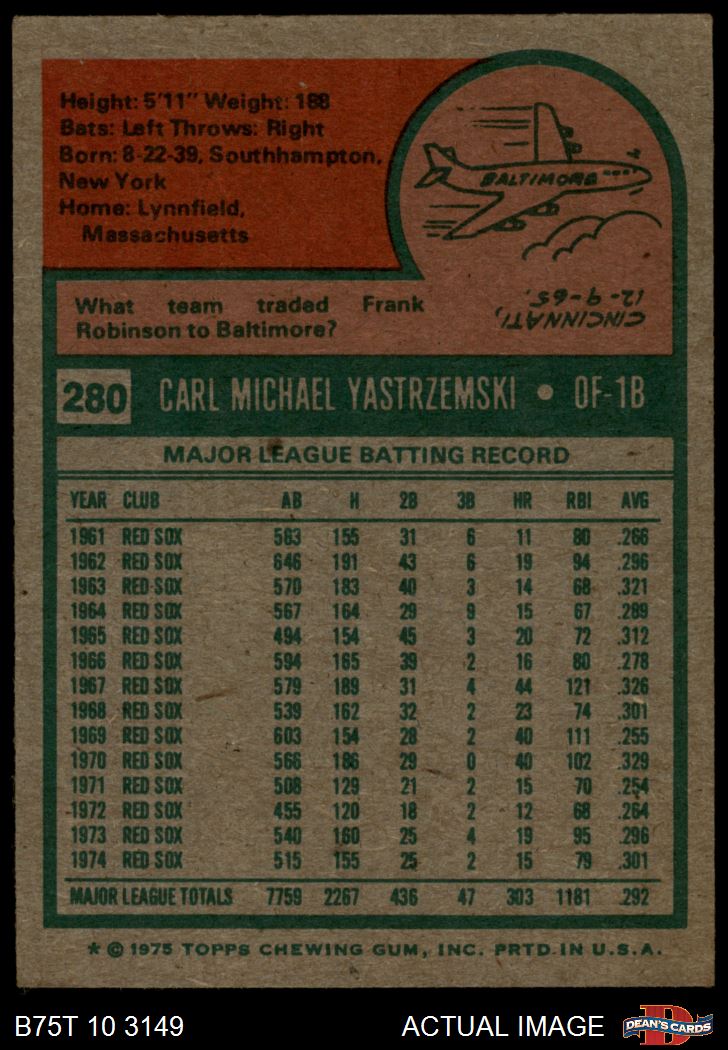 Height: 5'11" Weight: 188
Bats: Left Throws: Right
Born: 8-22-39, Southhampton,
New York
Home: Lynnfield,
Massachusetts
BALTIMORE
What team traded Frank
Robinson to Baltimore?
CINCINNATI,
12-9-65.
280 CARL MICHAEL YASTRZEMSKI • OF-1B
MAJOR LEAGUE BATTING RECORD
YEAR CLUB AB H 2B 3B HR RBI AVG
1961 RED SOX 583 155 31 6 11 80 .266
1962 RED SOX 646 191 43 6 19 94 .296
1963 RED SOX 570 183 40 3 14 68 .321
1964 RED SOX 567 164 29 9 15 67 .289
1965 RED SOX 494 154 45 3 20 72 .312
1966 RED SOX 594 165 39 2 16 80 .278
1967 RED SOX 579 189 31 4 44 121 .326
1968 RED SOX 539 162 32 2 23 74 .301
1969 RED SOX 603 154 28 2 40 111 .255
1970 RED SOX 566 186 29 0 40 102 .329
1971 RED SOX 508 129 21 2 15 70 .254
1972 RED SOX 455 120 18 2 12 68 .264
1973 RED SOX 540 160 25 4 19 95 .296
1974 RED SOX 515 155 25 2 15 79 .301
MAJOR LEAGUE TOTALS 7759 2267 436 47 303 1181 .292
* © 1975 TOPPS CHEWING GUM, INC. PRTD. IN U.S.A.
B75T 10 3149 ACTUAL IMAGE
D DEAN'S CARDS